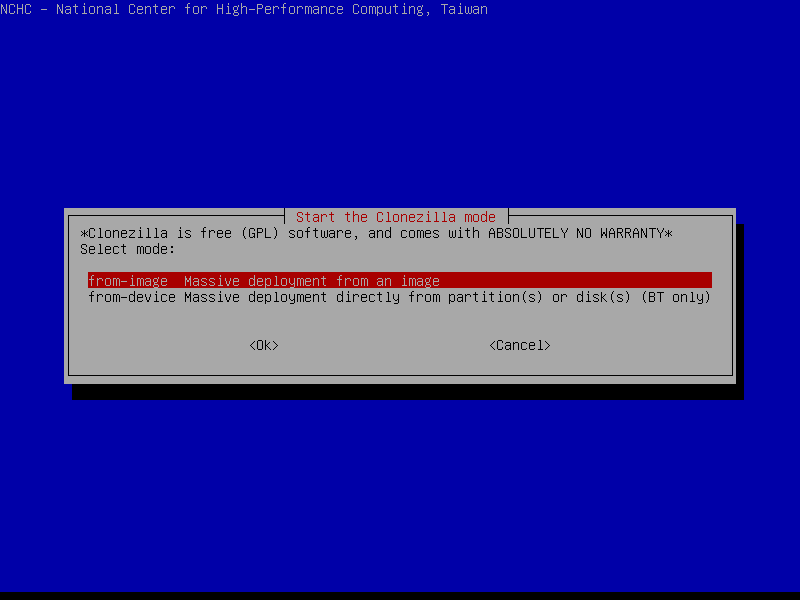 NCHC - National Center for High-Performance Computing, Taiwan
Start the Clonezilla mode
*Clonezilla is free (GPL) software, and comes with ABSOLUTELY NO WARRANTY*
Select mode:
from-image  Massive deployment from an image
from-device Massive deployment directly from partition(s) or disk(s) (BT only)
<Ok> <Cancel>